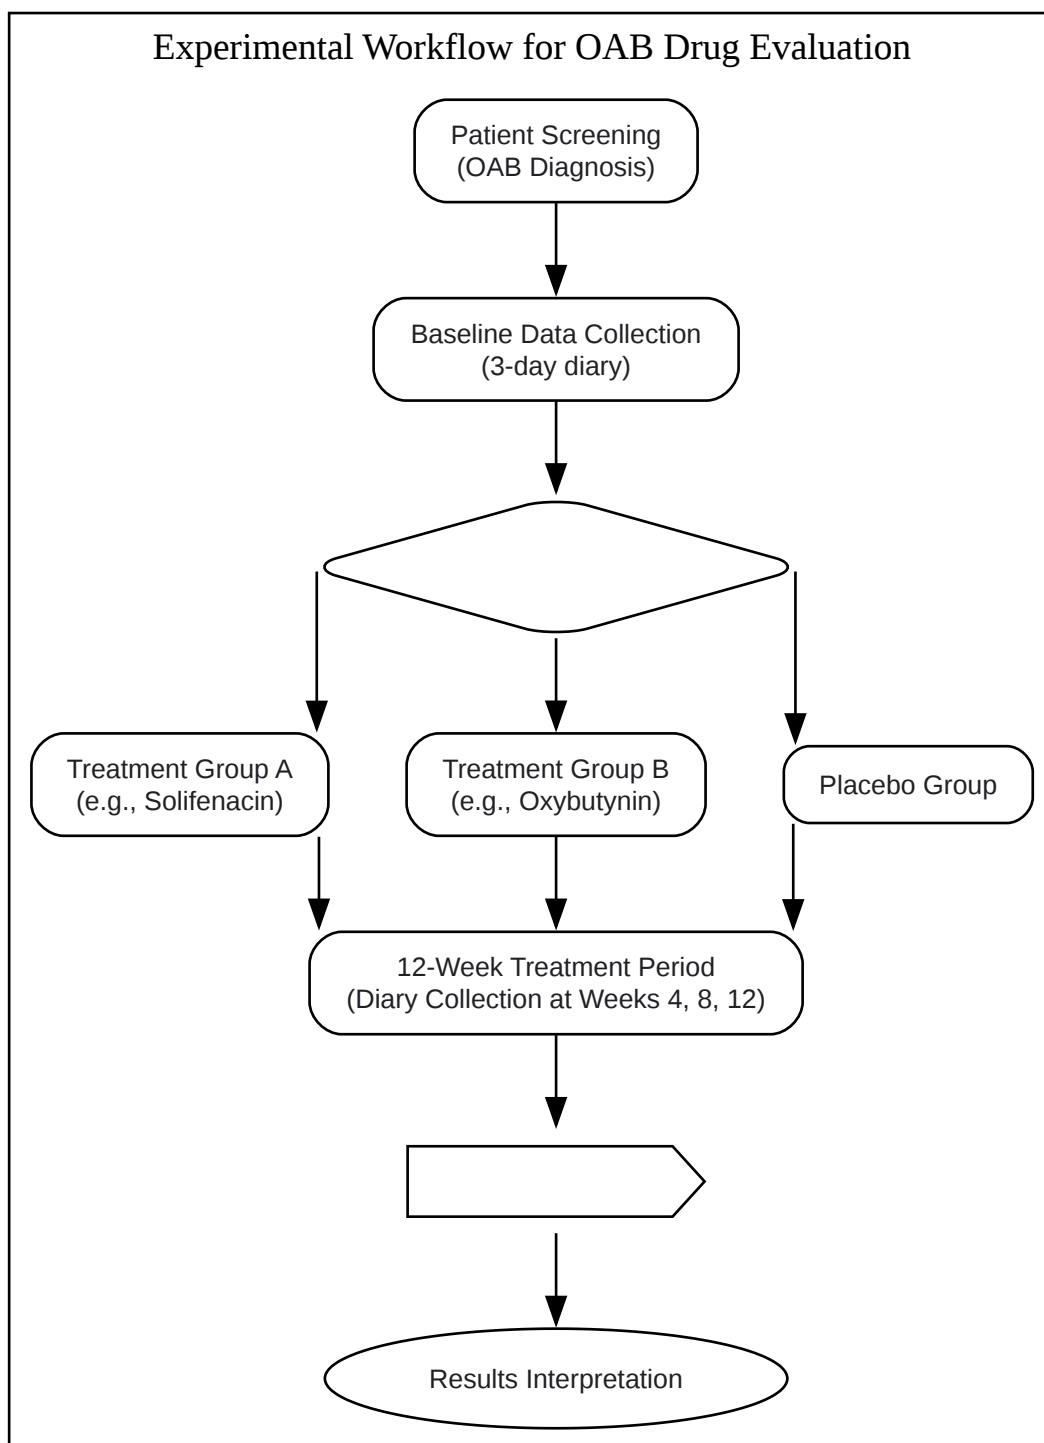 Experimental Workflow for OAB Drug Evaluation
Patient Screening
(OAB Diagnosis)
Baseline Data Collection
(3-day diary)
Treatment Group A
(e.g., Solifenacin)
Treatment Group B
(e.g., Oxybutynin)
Placebo Group
12-Week Treatment Period
(Diary Collection at Weeks 4, 8, 12)
Results Interpretation